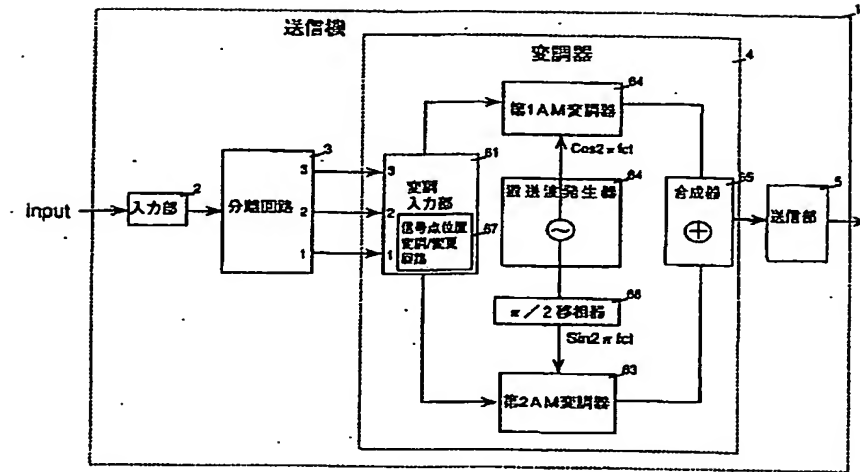 1
送信機
変調器
4
64
第1AM変調器
Cos2πfct
3
61
3
3
変調
入力部
64
搬送波発生器
65
合成器
5
送信部
Input
2
入力部
分離回路
2
2
信号点位置
変調/変更
回路
67
1
1
66
π/2移相器
Sin2πfct
63
第2AM変調器